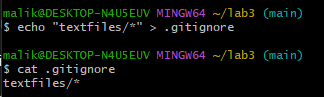 malik@DESKTOP-N4U5EUV MINGW64 ~/lab3 (main)
$ echo "textfiles/*" > .gitignore
malik@DESKTOP-N4U5EUV MINGW64 ~/lab3 (main)
$ cat .gitignore
textfiles/*